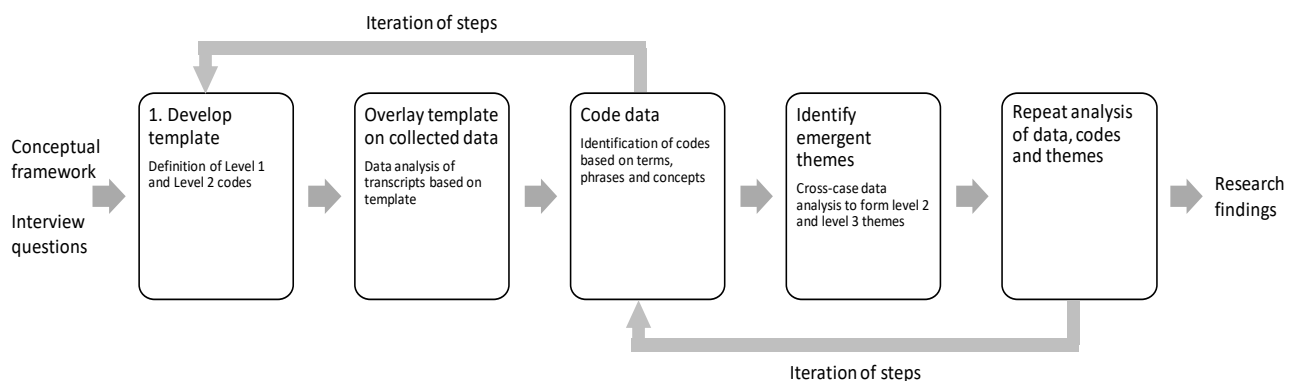 Iteration of steps
Conceptual
framework
Interview
questions
1. Develop
template
Definition of Level 1
and Level 2 codes
Overlay template
on collected data
Data analysis of
transcripts based on
template
Code data
Identification of codes
based on terms,
phrases and concepts
Identify
emergent
themes
Cross-case data
analysis to form level 2
and level 3 themes
Repeat analysis
of data, codes
and themes
Research
findings
Iteration of steps